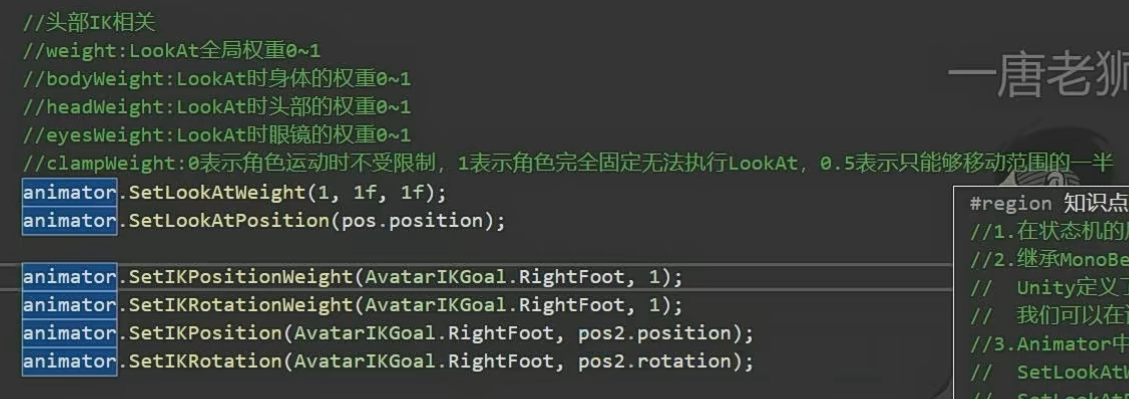 //头部IK相关
//weight:LookAt全局权重0~1
//bodyWeight:LookAt时身体的权重0~1
//headWeight:LookAt时头部的权重0~1
//eyesWeight:LookAt时眼镜的权重0~1
//clampWeight:0表示角色运动时不受限制，1表示角色完全固定无法执行LookAt，0.5表示只能够移动范围的一半
animator.SetLookAtWeight(1, 1f, 1f);
animator.SetLookAtPosition(pos.position);
animator.SetIKPositionWeight(AvatarIKGoal.RightFoot, 1);
animator.SetIKRotationWeight(AvatarIKGoal.RightFoot, 1);
animator.SetIKPosition(AvatarIKGoal.RightFoot, pos2.position);
animator.SetIKRotation(AvatarIKGoal.RightFoot, pos2.rotation);
一唐老狮
#region 知识点
//1.在状态机的
//2.继承MonoBe
// Unity定义了
// 我们可以在
//3.Animator中
// SetLookAtW
// SetLookAtP